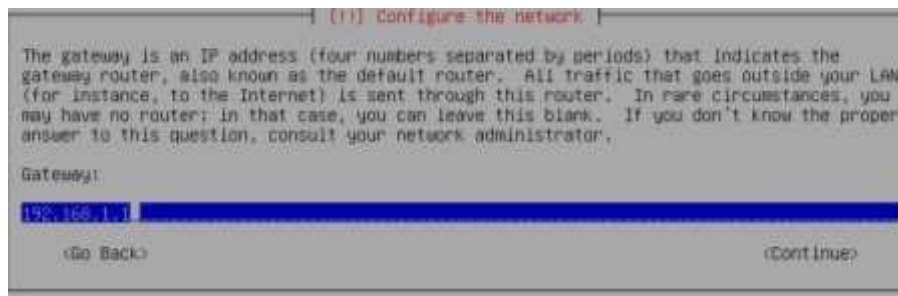 [!!] Configure the network
The gateway is an IP address (four numbers separated by periods) that indicates the
gateway router, also known as the default router. All traffic that goes outside your LAN
(for instance, to the Internet) is sent through this router. In rare circumstances, you
may have no router; in that case, you can leave this blank. If you don't know the proper
answer to this question, consult your network administrator.
Gateway:
192.168.1.1
<Go Back> <Continue>